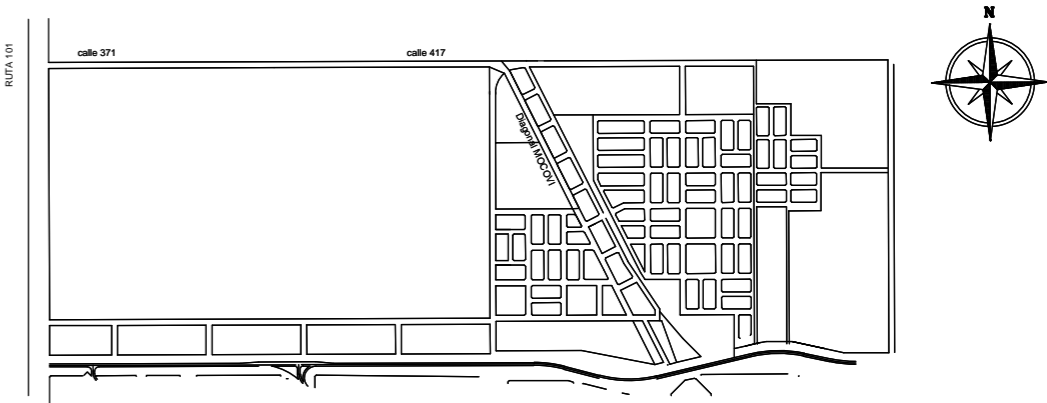 N
RUTA 101
calle 371
calle 417
Diagonal MOCOVI